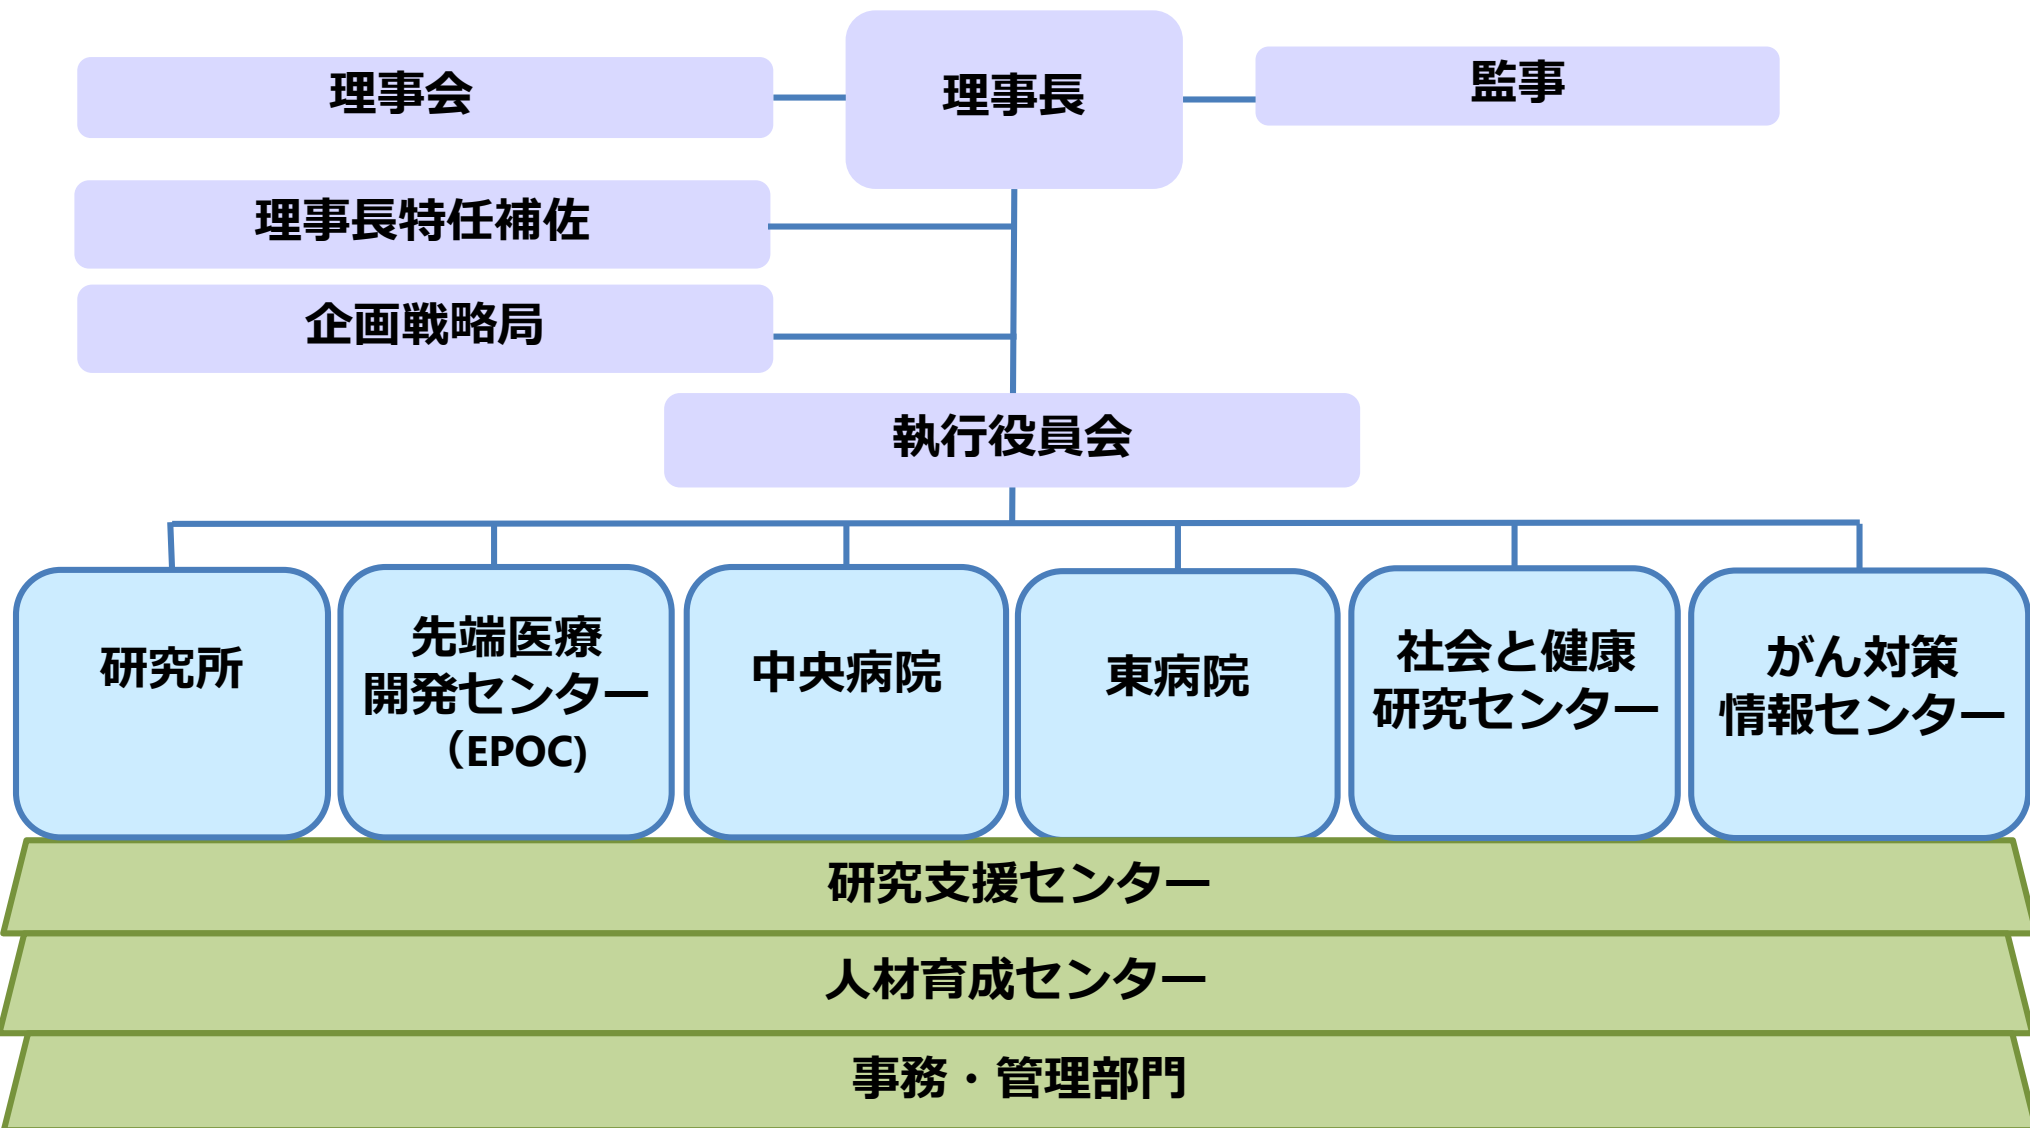 理事会
理事長
監事
理事長特任補佐
企画戦略局
執行役員会
研究所
先端医療
開発センター
（EPOC)
中央病院
東病院
社会と健康
研究センター
がん対策
情報センター
研究支援センター
人材育成センター
事務・管理部門